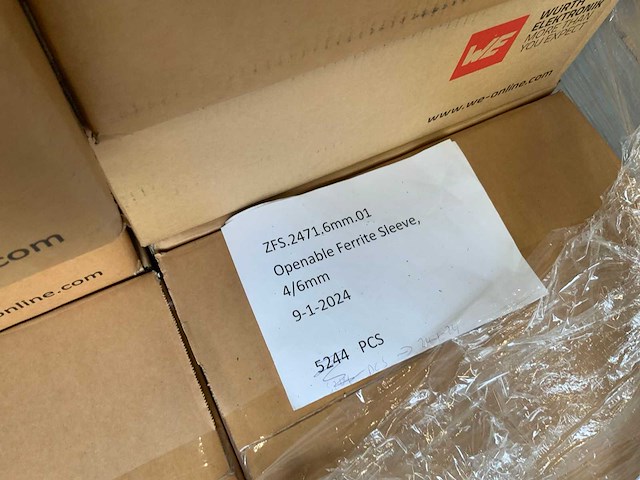 WE
WÜRTH
ELEKTRONIK
MORE THAN
YOU EXPECT
www.we-online.com
com
online.com
ZFS.2471.6mm.01
Openable Ferrite Sleeve,
4/6mm
9-1-2024
5244 PCS